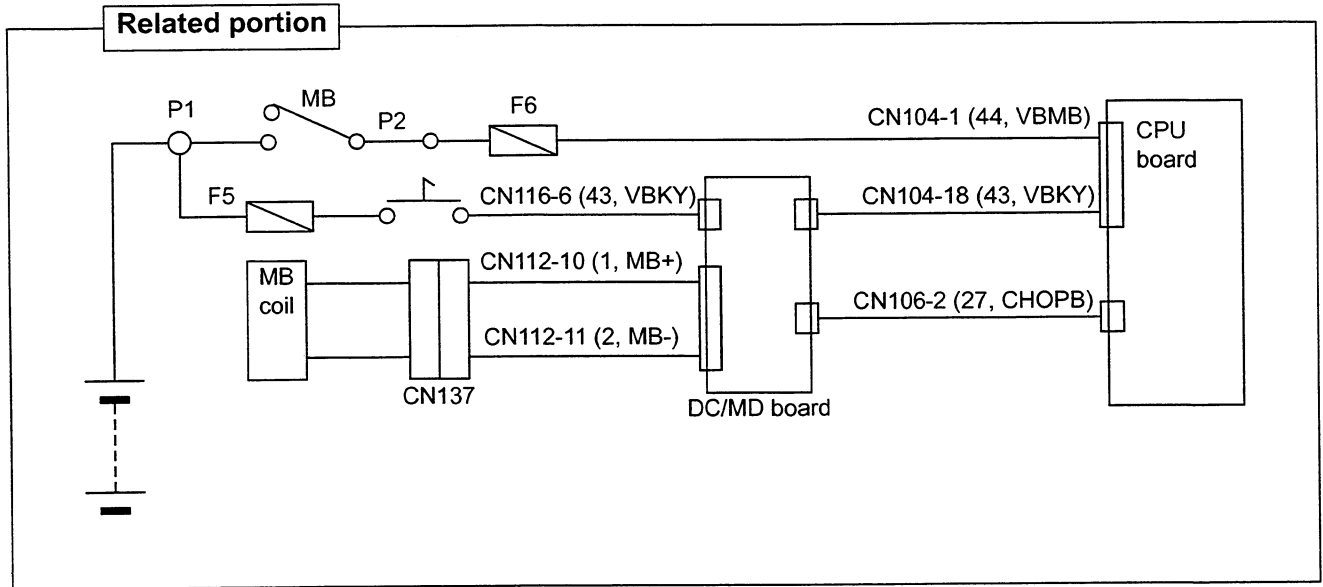 Related portion
P1
MB
P2
F6
CN104-1 (44, VBMB)
CPU
board
F5
CN116-6 (43, VBKY)
CN104-18 (43, VBKY)
MB
coil
CN112-10 (1, MB+)
CN106-2 (27, CHOPB)
CN112-11 (2, MB-)
CN137
DC/MD board